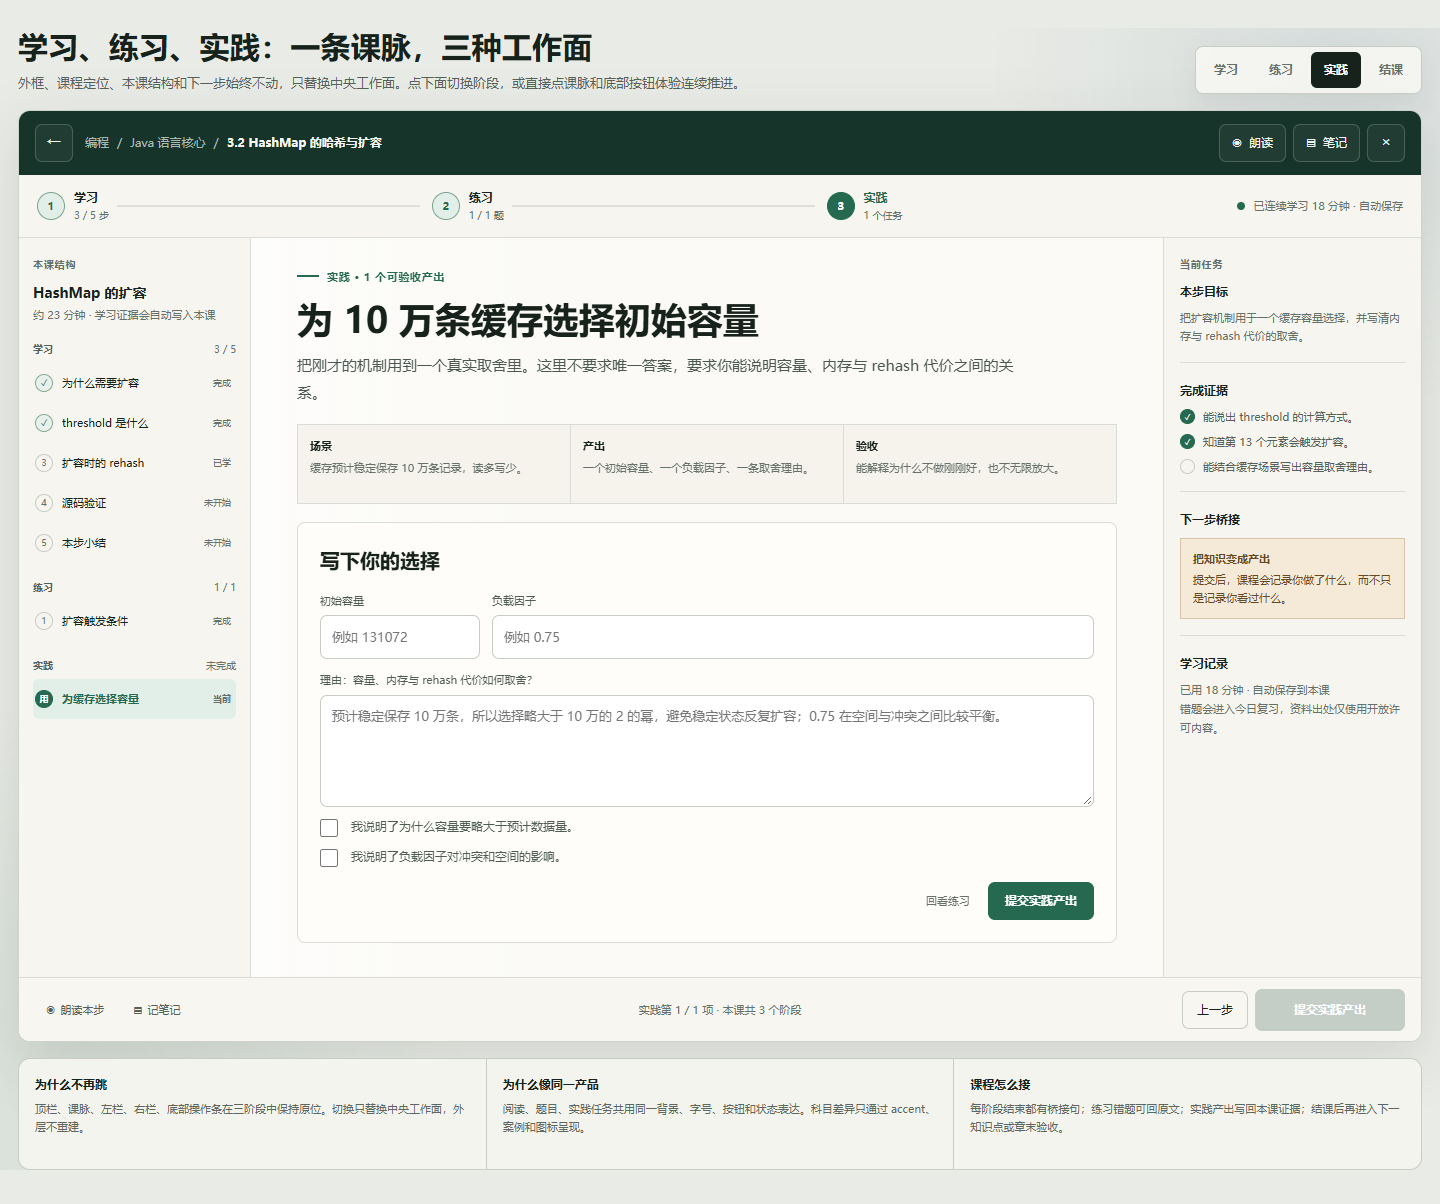 学习、练习、实践：一条课脉，三种工作面
外框、课程定位、本课结构和下一步始终不动，只替换中央工作面。点下面切换阶段，或直接点课脉和底部按钮体验连续推进。
学习 练习 实践 结课
← 编程 / Java 语言核心 / 3.2 HashMap 的哈希与扩容
朗读 笔记 ×
1 学习
3 / 5 步
2 练习
1 / 1 题
3 实践
1 个任务
已连续学习 18 分钟 · 自动保存
本课结构
HashMap 的扩容
约 23 分钟 · 学习证据会自动写入本课
学习 3 / 5
✓ 为什么需要扩容 完成
✓ threshold 是什么 完成
3 扩容时的 rehash 已学
4 源码验证 未开始
5 本步小结 未开始
练习 1 / 1
1 扩容触发条件 完成
实践 未完成
用 为缓存选择容量 当前
实践 • 1 个可验收产出
为 10 万条缓存选择初始容量
把刚才的机制用到一个真实取舍里。这里不要求唯一答案，要求你能说明容量、内存与 rehash 代价之间的关
系。
场景
缓存预计稳定保存 10 万条记录，读多写少。
产出
一个初始容量、一个负载因子、一条取舍理由。
验收
能解释为什么不做刚刚好，也不无限放大。
写下你的选择
初始容量 负载因子
例如 131072 例如 0.75
理由：容量、内存与 rehash 代价如何取舍？
预计稳定保存 10 万条，所以选择略大于 10 万的 2 的幂，避免稳定状态反复扩容；0.75 在空间与冲突之间比较平衡。
我说明了为什么容量要略大于预计数据量。
我说明了负载因子对冲突和空间的影响。
回看练习 提交实践产出
当前任务
本步目标
把扩容机制用于一个缓存容量选择，并写清内
存与 rehash 代价的取舍。
完成证据
✓ 能说出 threshold 的计算方式。
✓ 知道第 13 个元素会触发扩容。
能结合缓存场景写出容量取舍理由。
下一步桥接
把知识变成产出
提交后，课程会记录你做了什么，而不只
是记录你看过什么。
学习记录
已用 18 分钟 · 自动保存到本课
错题会进入今日复习，资料出处仅使用开放许
可内容。
朗读本步 记笔记
实践第 1 / 1 项 · 本课共 3 个阶段
上一步 提交实践产出
为什么不再跳
顶栏、课脉、左栏、右栏、底部操作条在三阶段中保持原位。切换只替换中央工作面，外
层不重建。
为什么像同一产品
阅读、题目、实践任务共用同一背景、字号、按钮和状态表达。科目差异只通过 accent、
案例和图标呈现。
课程怎么接
每阶段结束都有桥接句；练习错题可回原文；实践产出写回本课证据；结课后再进入下一
知识点或章末验收。